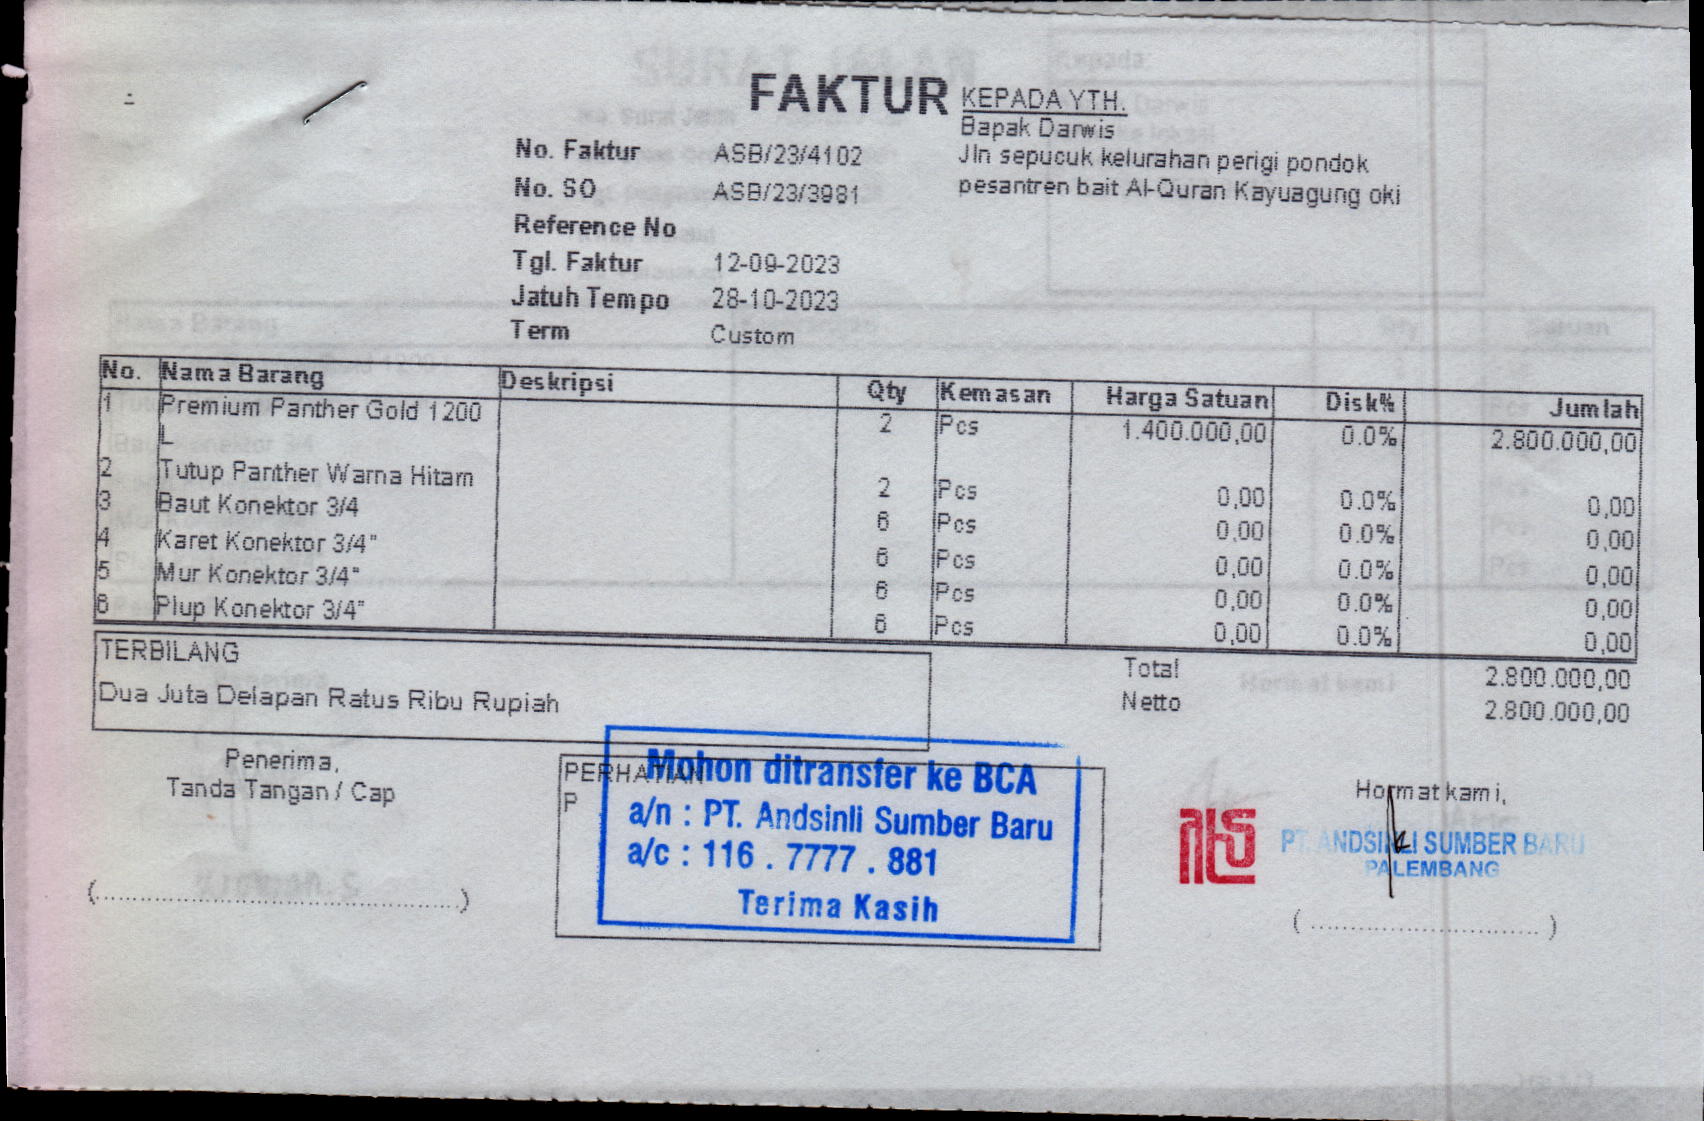 FAKTUR
KEPADA YTH.
Bapak Darwis
Jln sepucuk kelurahan perigi pondok
pesantren bait Al-Quran Kayuagung oki
No. Faktur ASB/23/4102
No. SO ASB/23/3981
Reference No
Tgl. Faktur 12-09-2023
Jatuh Tempo 28-10-2023
Term Custom
No. Nama Barang Deskripsi Qty Kemasan Harga Satuan Disk% Jumlah
1 Premium Panther Gold 1200 2 Pcs 1.400.000,00 0.0% 2.800.000,00
L
2 Tutup Panther Warna Hitam 2 Pcs 0,00 0.0% 0,00
3 Baut Konektor 3/4 6 Pcs 0,00 0.0% 0,00
4 Karet Konektor 3/4" 6 Pcs 0,00 0.0% 0,00
5 Mur Konektor 3/4" 6 Pcs 0,00 0.0% 0,00
6 Plup Konektor 3/4" 6 Pcs 0,00 0.0% 0,00
TERBILANG
Dua Juta Delapan Ratus Ribu Rupiah
Total 2.800.000,00
Netto 2.800.000,00
Penerima,
Tanda Tangan / Cap
(....................)
PERHATIAN
P
Mohon ditransfer ke BCA
a/n : PT. Andsinli Sumber Baru
a/c : 116 . 7777 . 881
Terima Kasih
Hormat kami,
PT. ANDSINLI SUMBER BARU
PALEMBANG
(....................)